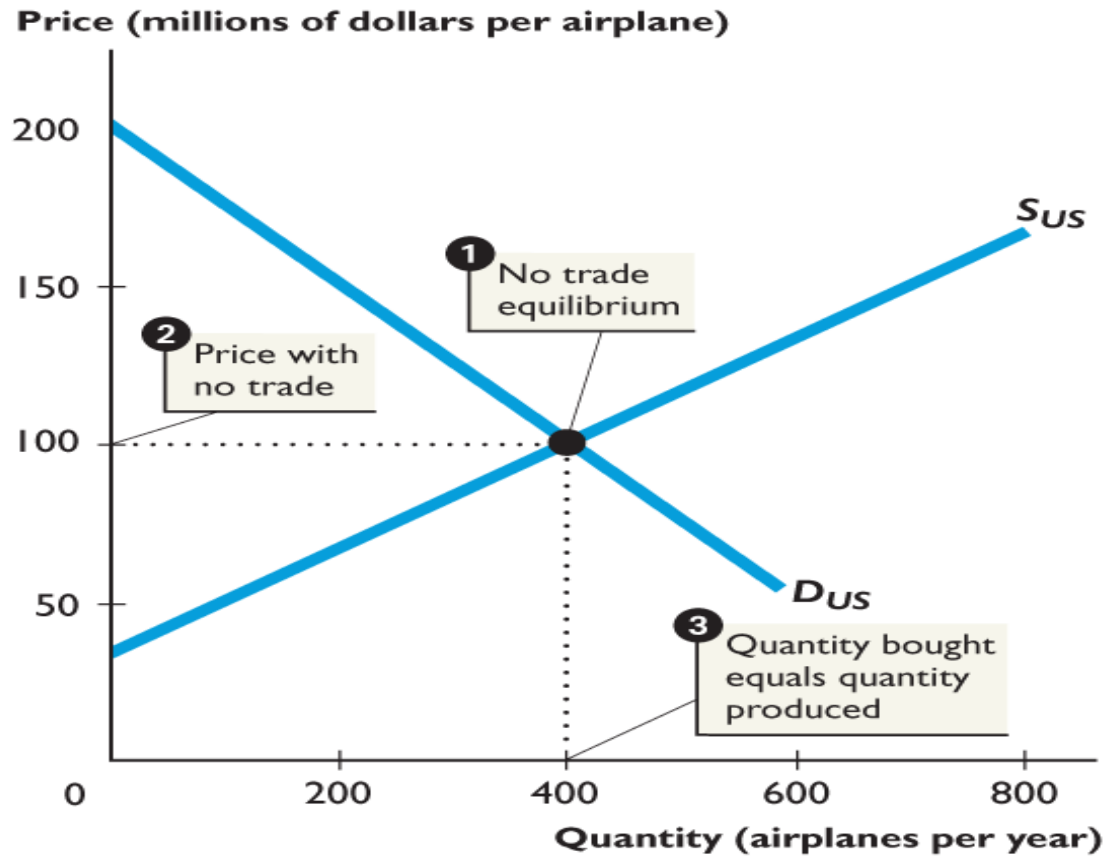 Price (millions of dollars per airplane)
200
150
100
50
0
1
No trade
equilibrium
2
Price with
no trade
SUS
DUS
3
Quantity bought
equals quantity
produced
200
400
600
800
Quantity (airplanes per year)